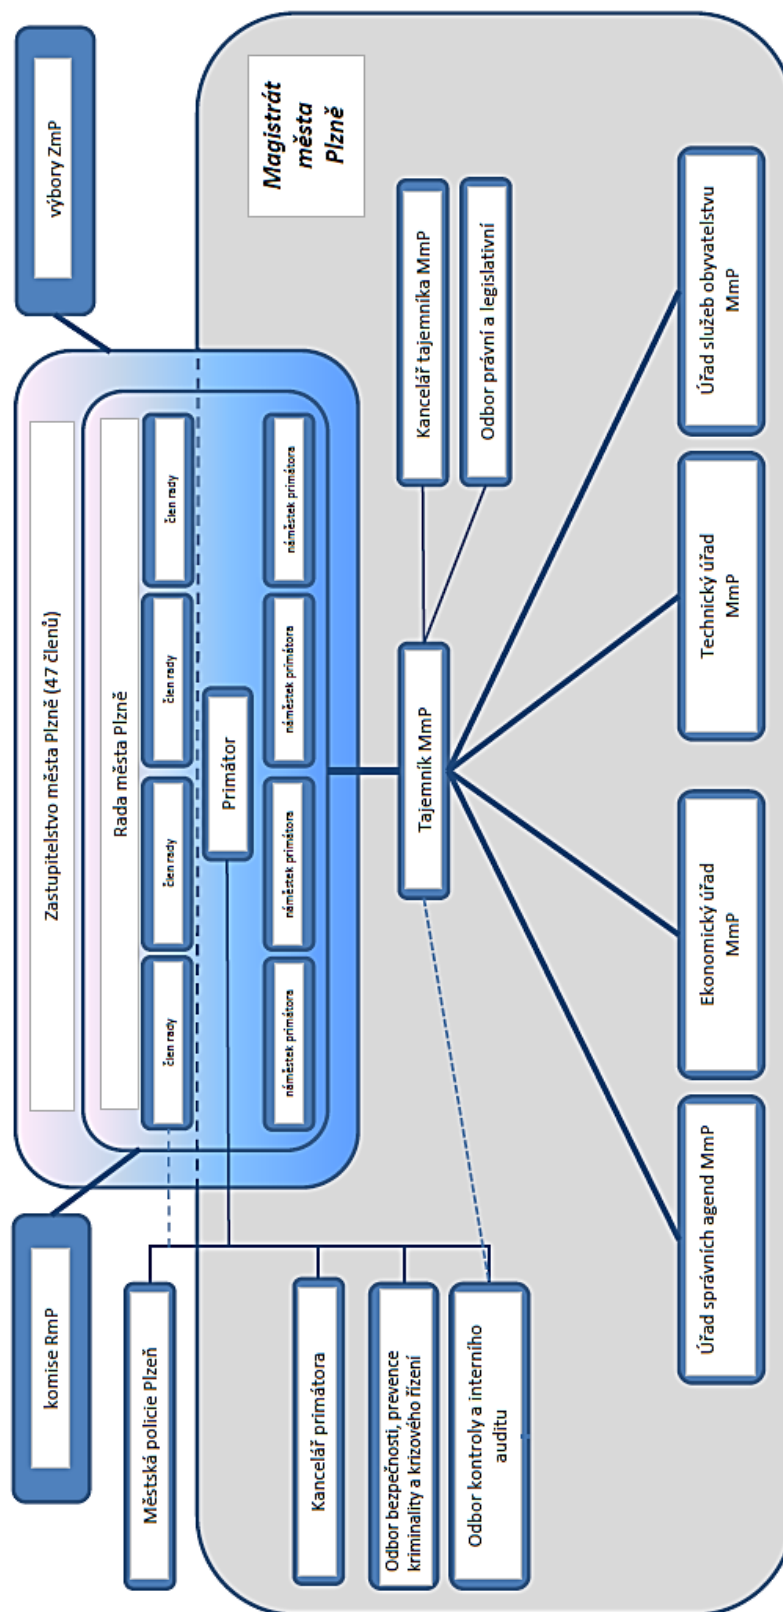 komise RmP
výbory ZmP
Zastupitelstvo města Plzně (47 členů)
Rada města Plzně
člen rady
člen rady
člen rady
člen rady
Městská policie Plzeň
Primátor
Magistrát
města
Plzně
náměstek primátora
náměstek primátora
náměstek primátora
náměstek primátora
Kancelář primátora
Odbor bezpečnosti, prevence
kriminality a krizového řízení
Odbor kontroly a interního
auditu
Tajemník MmP
Kancelář tajemníka MmP
Odbor právní a legislativní
Úřad správních agend MmP
Ekonomický úřad
MmP
Technický úřad
MmP
Úřad služeb obyvatelstvu
MmP